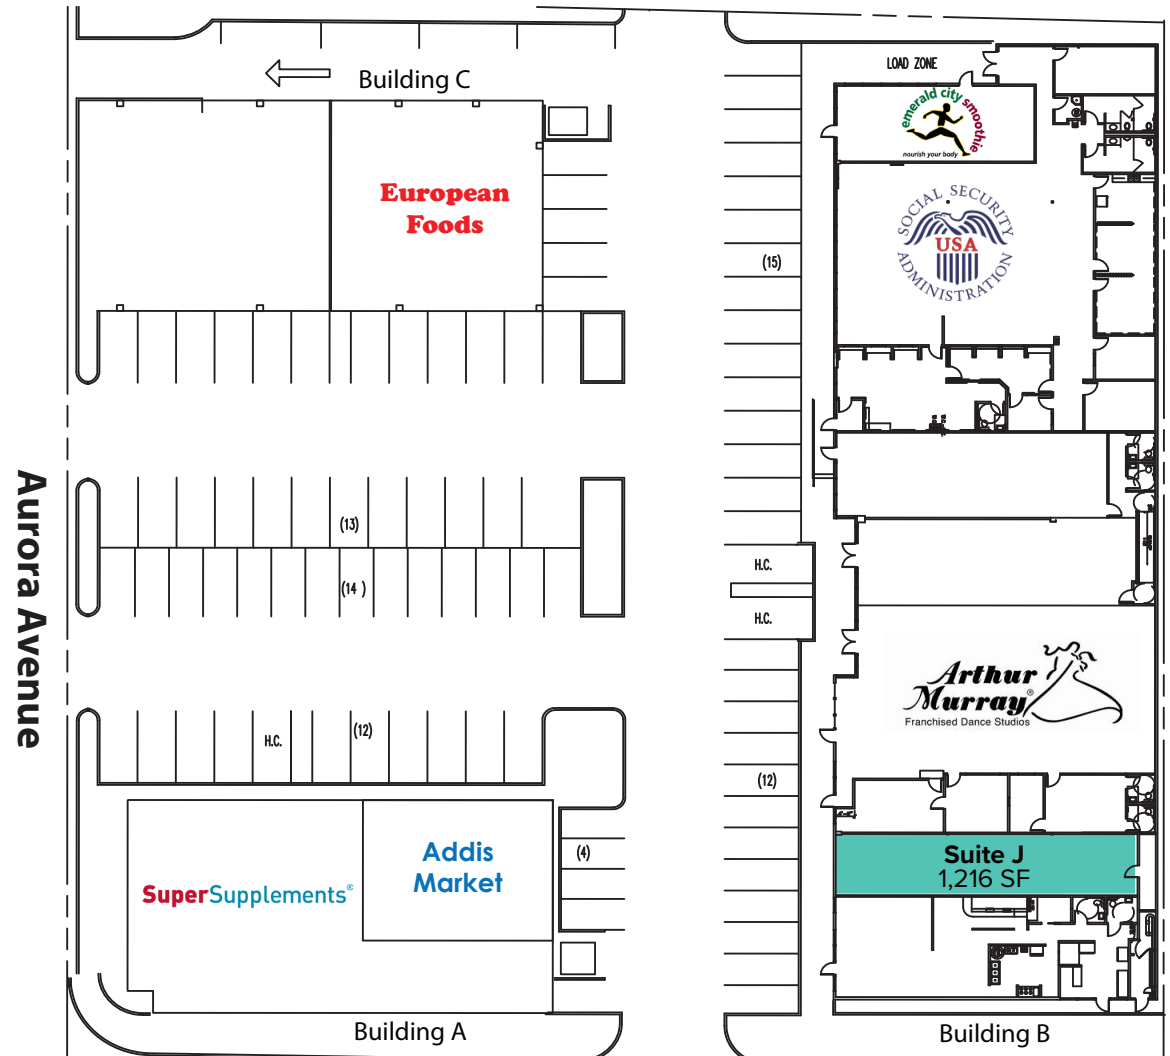 Building C
LOAD ZONE
emerald city smoothie
nourish your body
European
Foods
SOCIAL SECURITY
USA
ADMINISTRATION
(15)
Aurora Avenue
(13)
(14 )
H.C.
H.C.
Arthur
Murray®
Franchised Dance Studios
H.C.
(12)
(12)
Addis
Market
SuperSupplements®
(4)
Suite J
1,216 SF
Building A
Building B